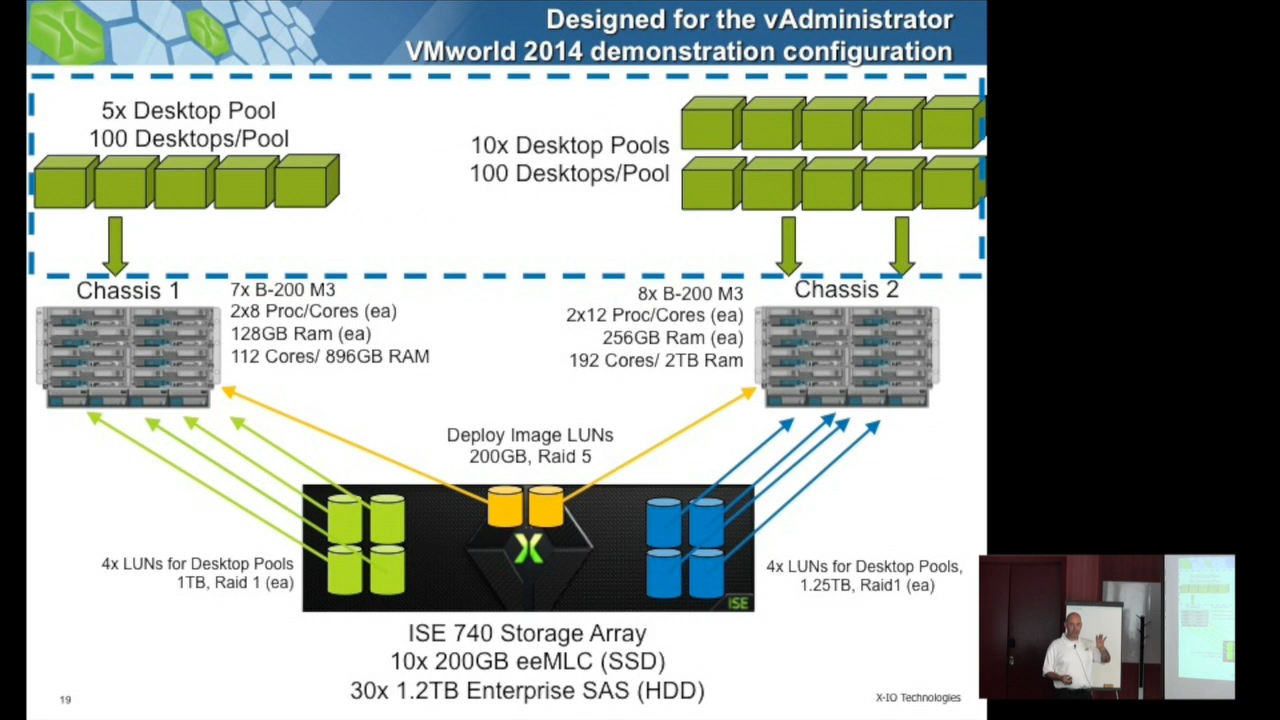 Designed for the vAdministrator
VMworld 2014 demonstration configuration
5x Desktop Pool
100 Desktops/Pool
10x Desktop Pools
100 Desktops/Pool
Chassis 1
7x B-200 M3
2x8 Proc/Cores (ea)
128GB Ram (ea)
112 Cores/ 896GB RAM
8x B-200 M3
2x12 Proc/Cores (ea)
256GB Ram (ea)
192 Cores/ 2TB Ram
Chassis 2
Deploy Image LUNs
200GB, Raid 5
4x LUNs for Desktop Pools
1TB, Raid 1 (ea)
4x LUNs for Desktop Pools,
1.25TB, Raid1 (ea)
ISE
ISE 740 Storage Array
10x 200GB eeMLC (SSD)
30x 1.2TB Enterprise SAS (HDD)
19
X-IO Technologies